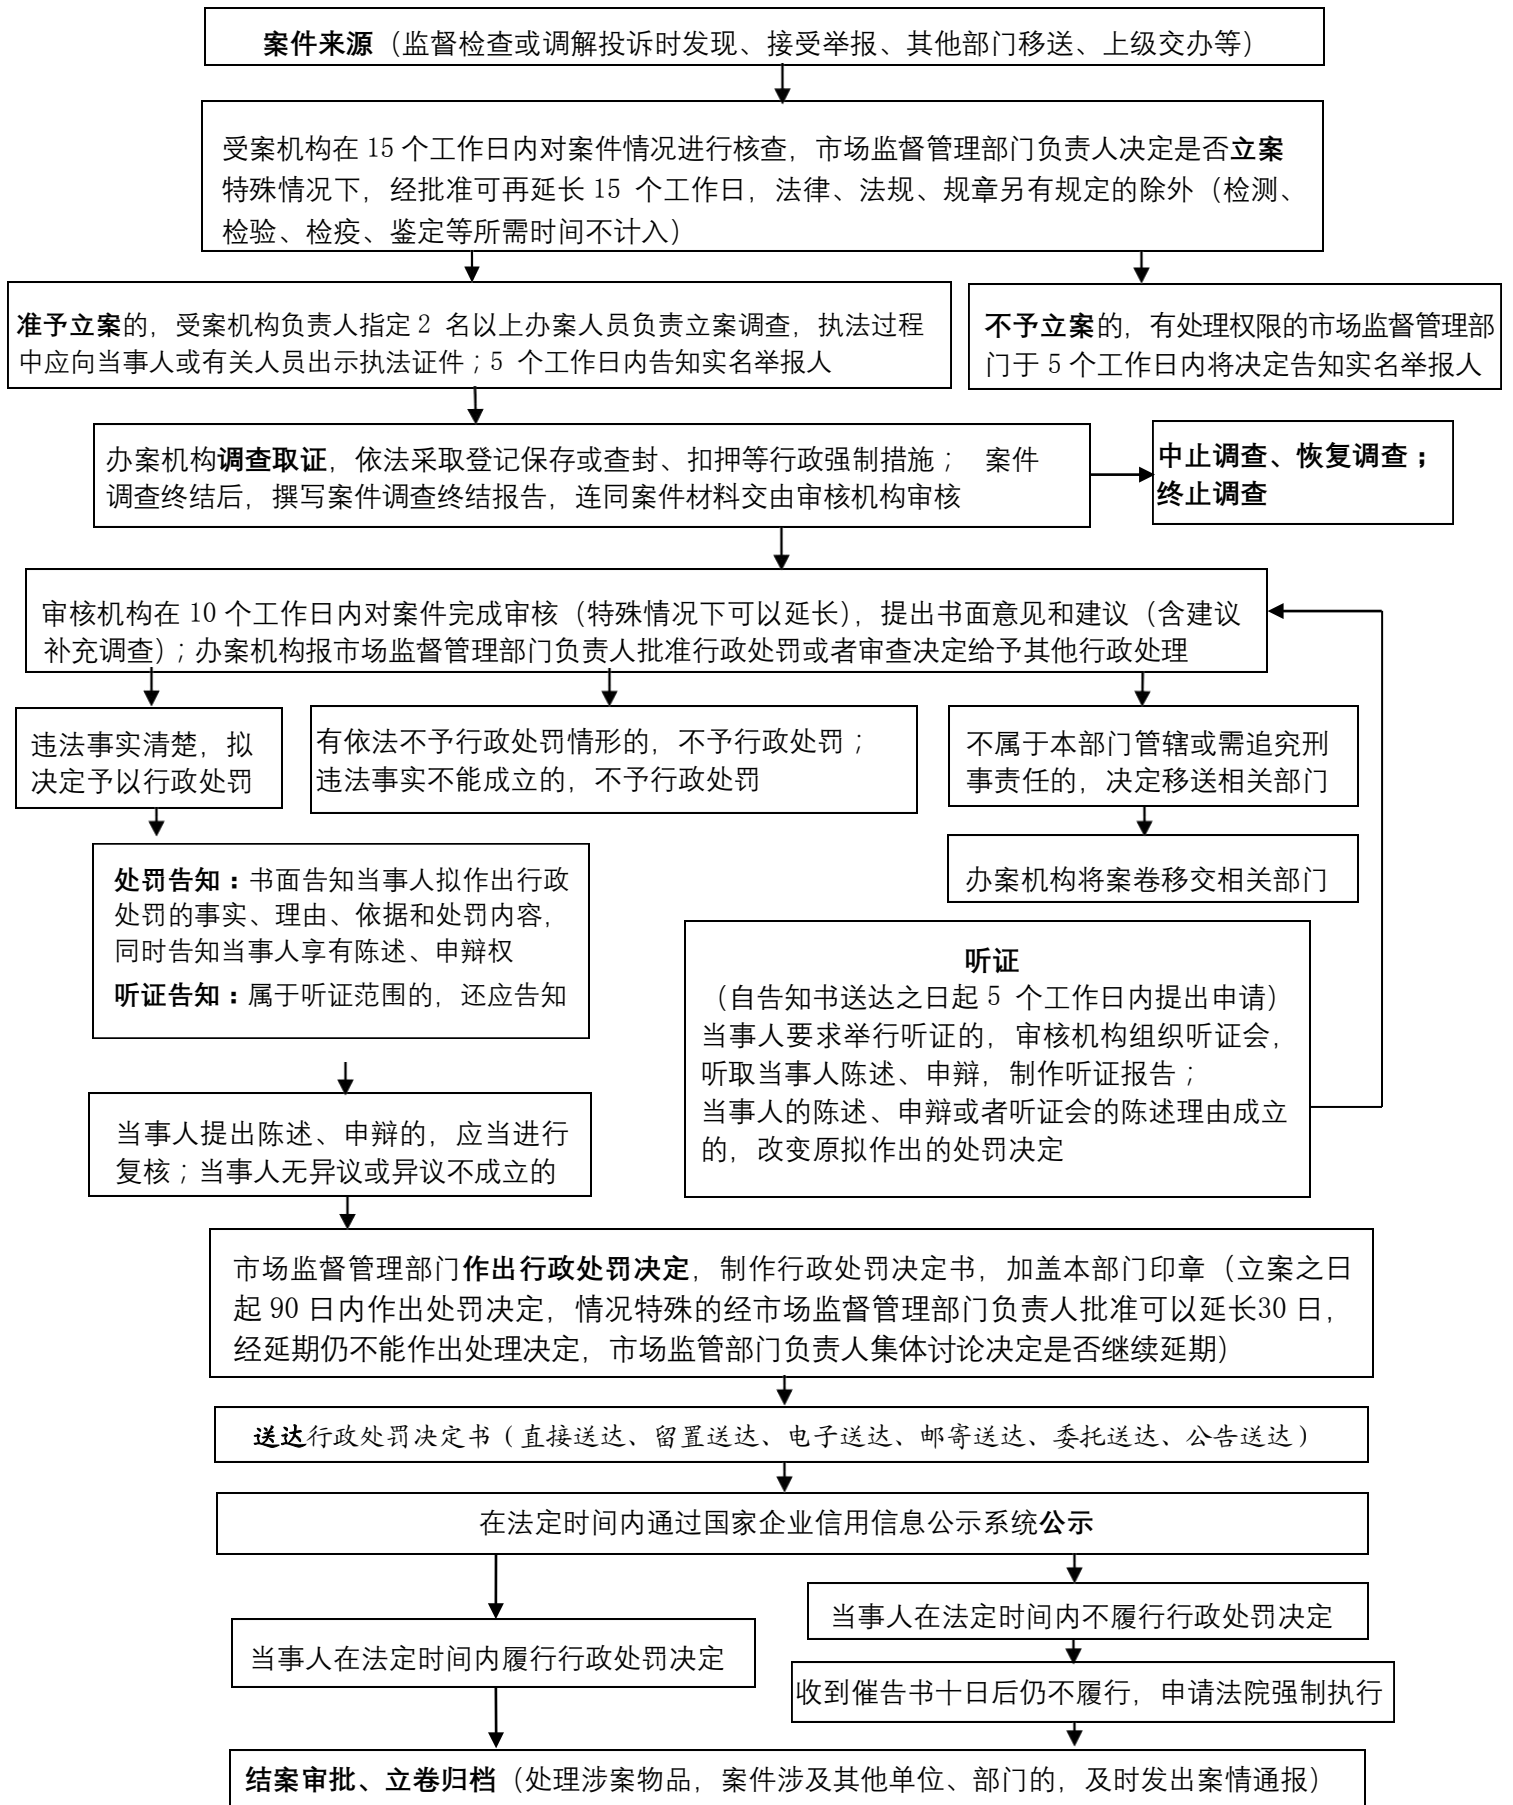 案件来源（监督检查或调解投诉时发现、接受举报、其他部门移送、上级交办等）
受案机构在 15 个工作日内对案件情况进行核查，市场监督管理部门负责人决定是否立案
特殊情况下，经批准可再延长 15 个工作日，法律、法规、规章另有规定的除外（检测、
检验、检疫、鉴定等所需时间不计入）
准予立案的，受案机构负责人指定 2 名以上办案人员负责立案调查，执法过程
中应向当事人或有关人员出示执法证件；5 个工作日内告知实名举报人
不予立案的，有处理权限的市场监督管理部
门于 5 个工作日内将决定告知实名举报人
办案机构调查取证，依法采取登记保存或查封、扣押等行政强制措施； 案件
调查终结后，撰写案件调查终结报告，连同案件材料交由审核机构审核
中止调查、恢复调查；
终止调查
审核机构在 10 个工作日内对案件完成审核（特殊情况下可以延长），提出书面意见和建议（含建议
补充调查）；办案机构报市场监督管理部门负责人批准行政处罚或者审查决定给予其他行政处理
违法事实清楚，拟
决定予以行政处罚
有依法不予行政处罚情形的，不予行政处罚；
违法事实不能成立的，不予行政处罚
不属于本部门管辖或需追究刑
事责任的，决定移送相关部门
办案机构将案卷移交相关部门
处罚告知：书面告知当事人拟作出行政
处罚的事实、理由、依据和处罚内容，
同时告知当事人享有陈述、申辩权
听证告知：属于听证范围的，还应告知
听证
（自告知书送达之日起 5 个工作日内提出申请）
当事人要求举行听证的，审核机构组织听证会，
听取当事人陈述、申辩，制作听证报告；
当事人的陈述、申辩或者听证会的陈述理由成立
的，改变原拟作出的处罚决定
当事人提出陈述、申辩的，应当进行
复核；当事人无异议或异议不成立的
市场监督管理部门作出行政处罚决定，制作行政处罚决定书，加盖本部门印章（立案之日
起 90 日内作出处罚决定，情况特殊的经市场监督管理部门负责人批准可以延长30 日，
经延期仍不能作出处理决定，市场监管部门负责人集体讨论决定是否继续延期）
送达行政处罚决定书（直接送达、留置送达、电子送达、邮寄送达、委托送达、公告送达）
在法定时间内通过国家企业信用信息公示系统公示
当事人在法定时间内不履行行政处罚决定
当事人在法定时间内履行行政处罚决定
收到催告书十日后仍不履行，申请法院强制执行
结案审批、立卷归档（处理涉案物品，案件涉及其他单位、部门的，及时发出案情通报）